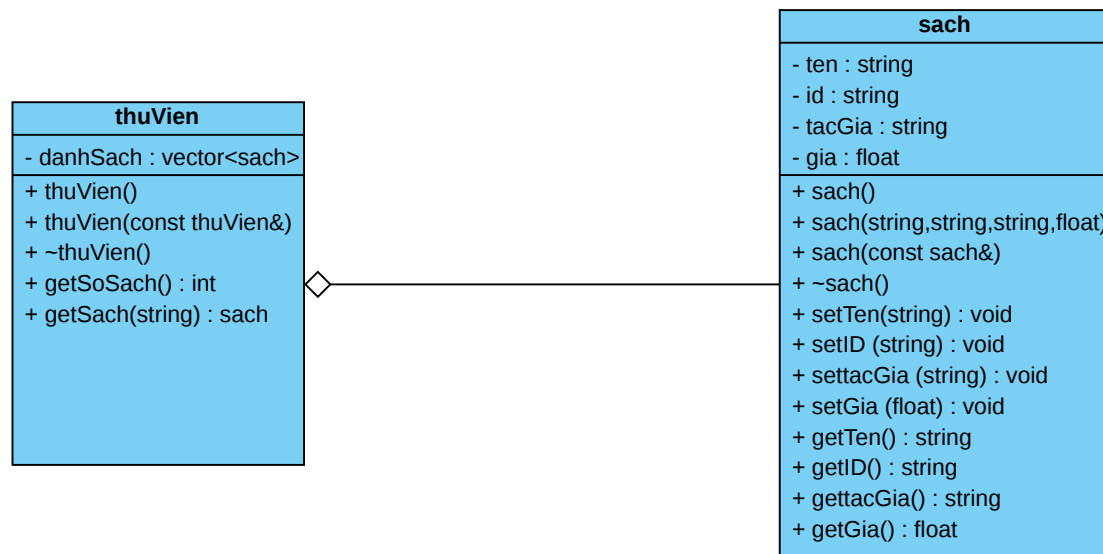 thuVien
- danhSach : vector<sach>
+ thuVien()
+ thuVien(const thuVien&)
+ ~thuVien()
+ getSoSach() : int
+ getSach(string) : sach
sach
- ten : string
- id : string
- tacGia : string
- gia : float
+ sach()
+ sach(string,string,string,float)
+ sach(const sach&)
+ ~sach()
+ setTen(string) : void
+ setID (string) : void
+ settacGia (string) : void
+ setGia (float) : void
+ getTen() : string
+ getID() : string
+ gettacGia() : string
+ getGia() : float